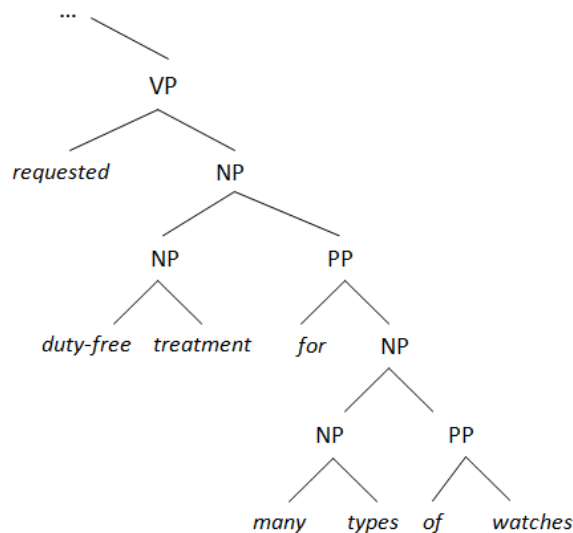 ...
VP
requested NP
NP PP
duty-free treatment for NP
NP PP
many types of watches